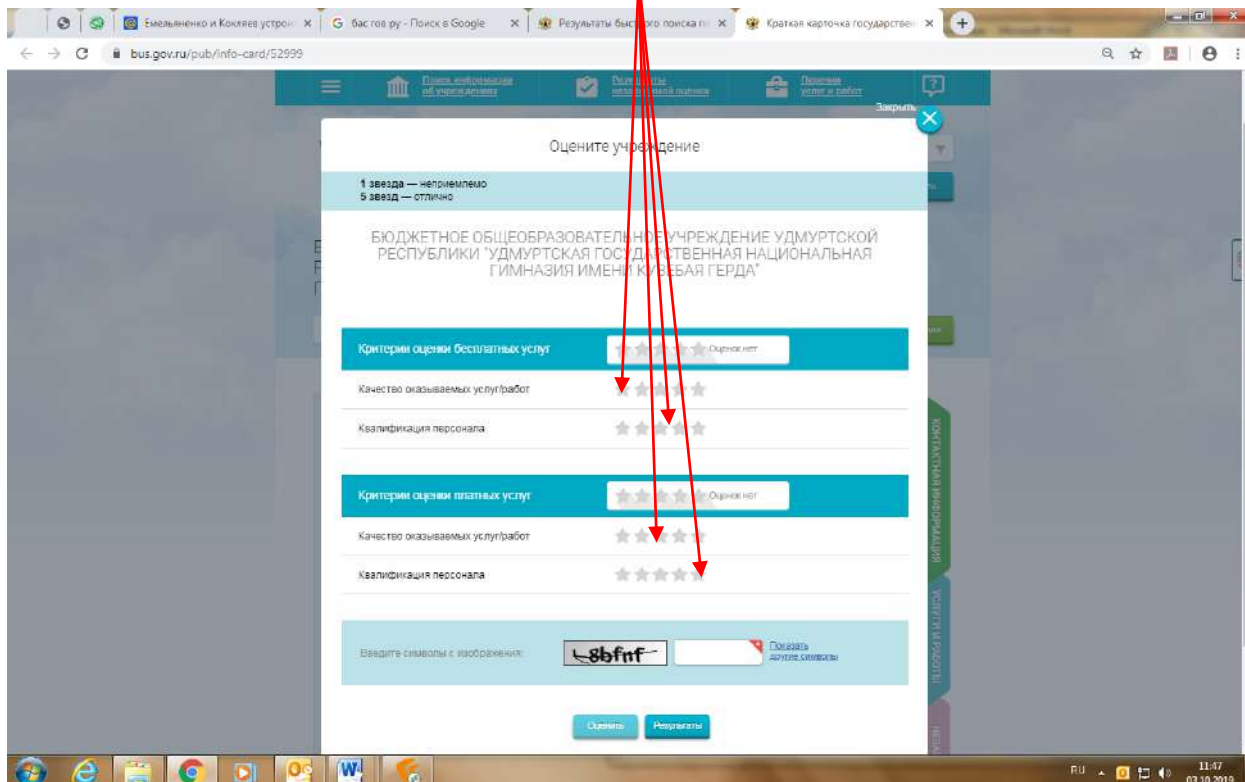 Емельяненко и Кокляев устрои
бас гов ру - Поиск в Google
Результаты быстрого поиска п
Краткая карточка государствен
bus.gov.ru/pub/info-card/52999
Поиск информации
об учреждениях
Результаты
независимой оценки
Перечни
услуг и работ
Закрыть
Оцените учреждение
1 звезда — неприемлемо
5 звезд — отлично
БЮДЖЕТНОЕ ОБЩЕОБРАЗОВАТЕЛЬНОЕ УЧРЕЖДЕНИЕ УДМУРТСКОЙ
РЕСПУБЛИКИ "УДМУРТСКАЯ ГОСУДАРСТВЕННАЯ НАЦИОНАЛЬНАЯ
ГИМНАЗИЯ ИМЕНИ КУЗЕБАЯ ГЕРДА"
Критерии оценки бесплатных услуг
Оценок нет
Качество оказываемых услуг/работ
Квалификация персонала
Критерии оценки платных услуг
Оценок нет
Качество оказываемых услуг/работ
Квалификация персонала
КОНТАКТНАЯ ИНФОРМАЦИЯ
УСЛУГИ И РАБОТЫ
Введите символы с изображения:
8bfnf
Показать
другие символы
Оценить
Результаты
RU
11:47
03.10.2019